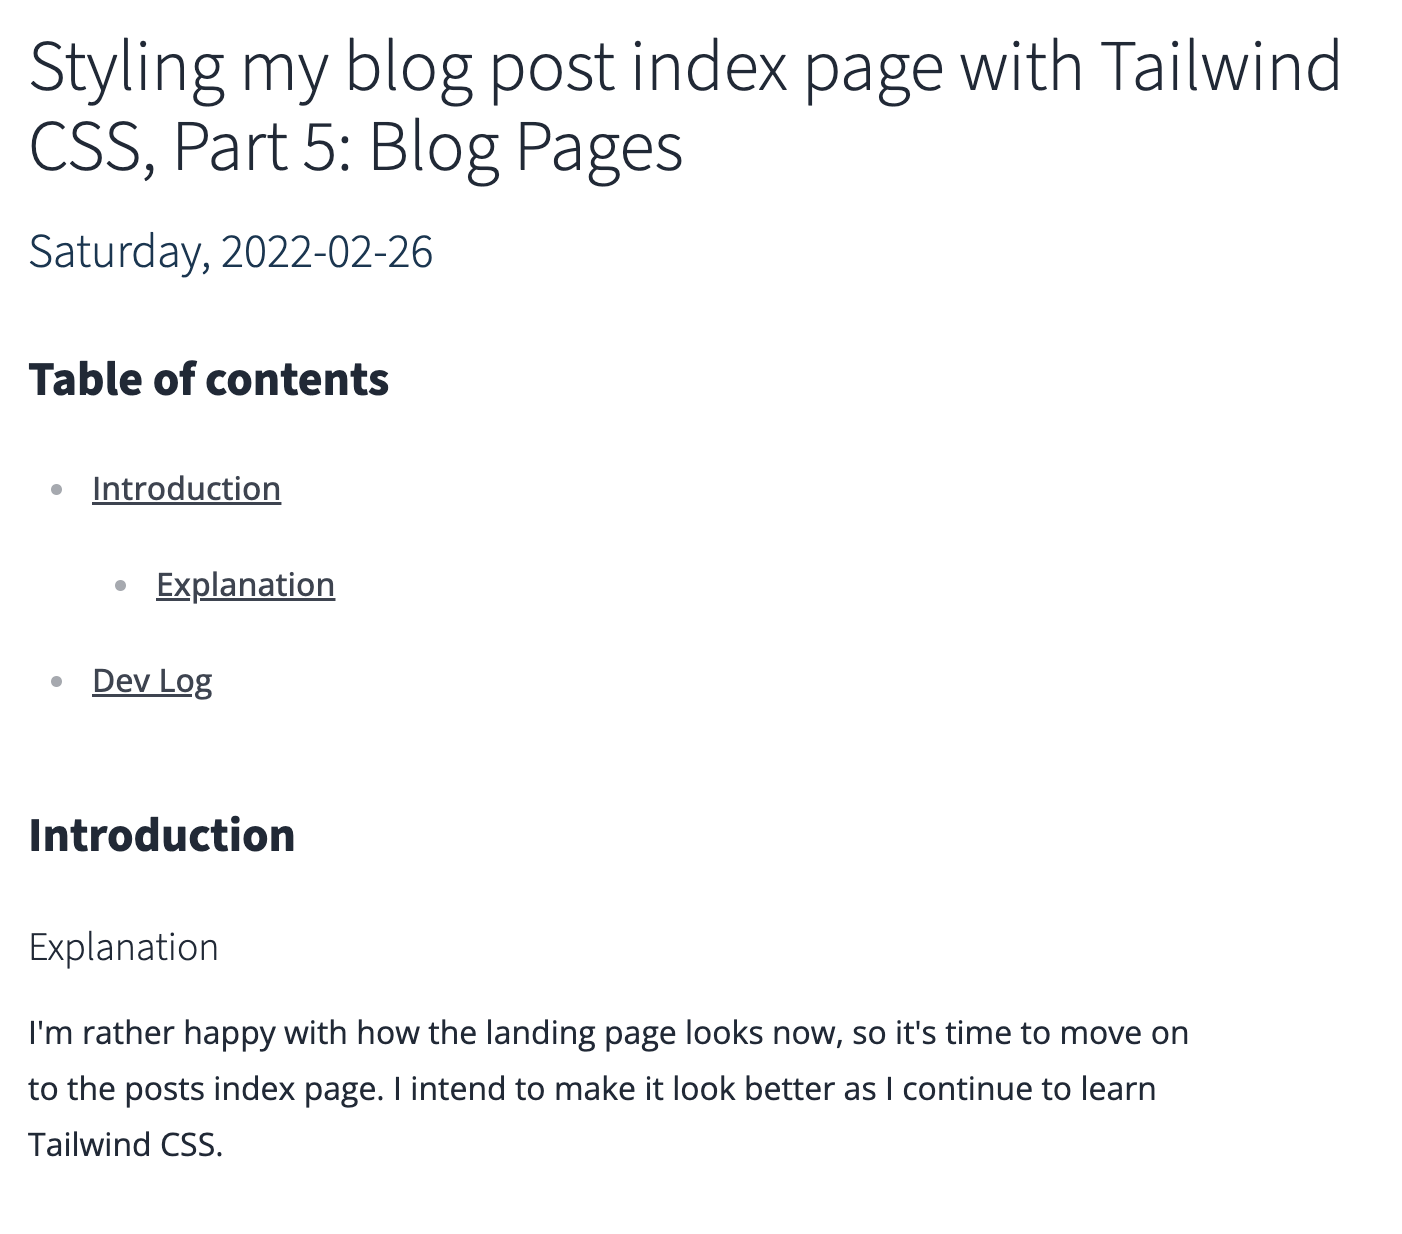 Styling my blog post index page with Tailwind
CSS, Part 5: Blog Pages
Saturday, 2022-02-26
Table of contents
Introduction
Explanation
Dev Log
Introduction
Explanation
I'm rather happy with how the landing page looks now, so it's time to move on
to the posts index page. I intend to make it look better as I continue to learn
Tailwind CSS.